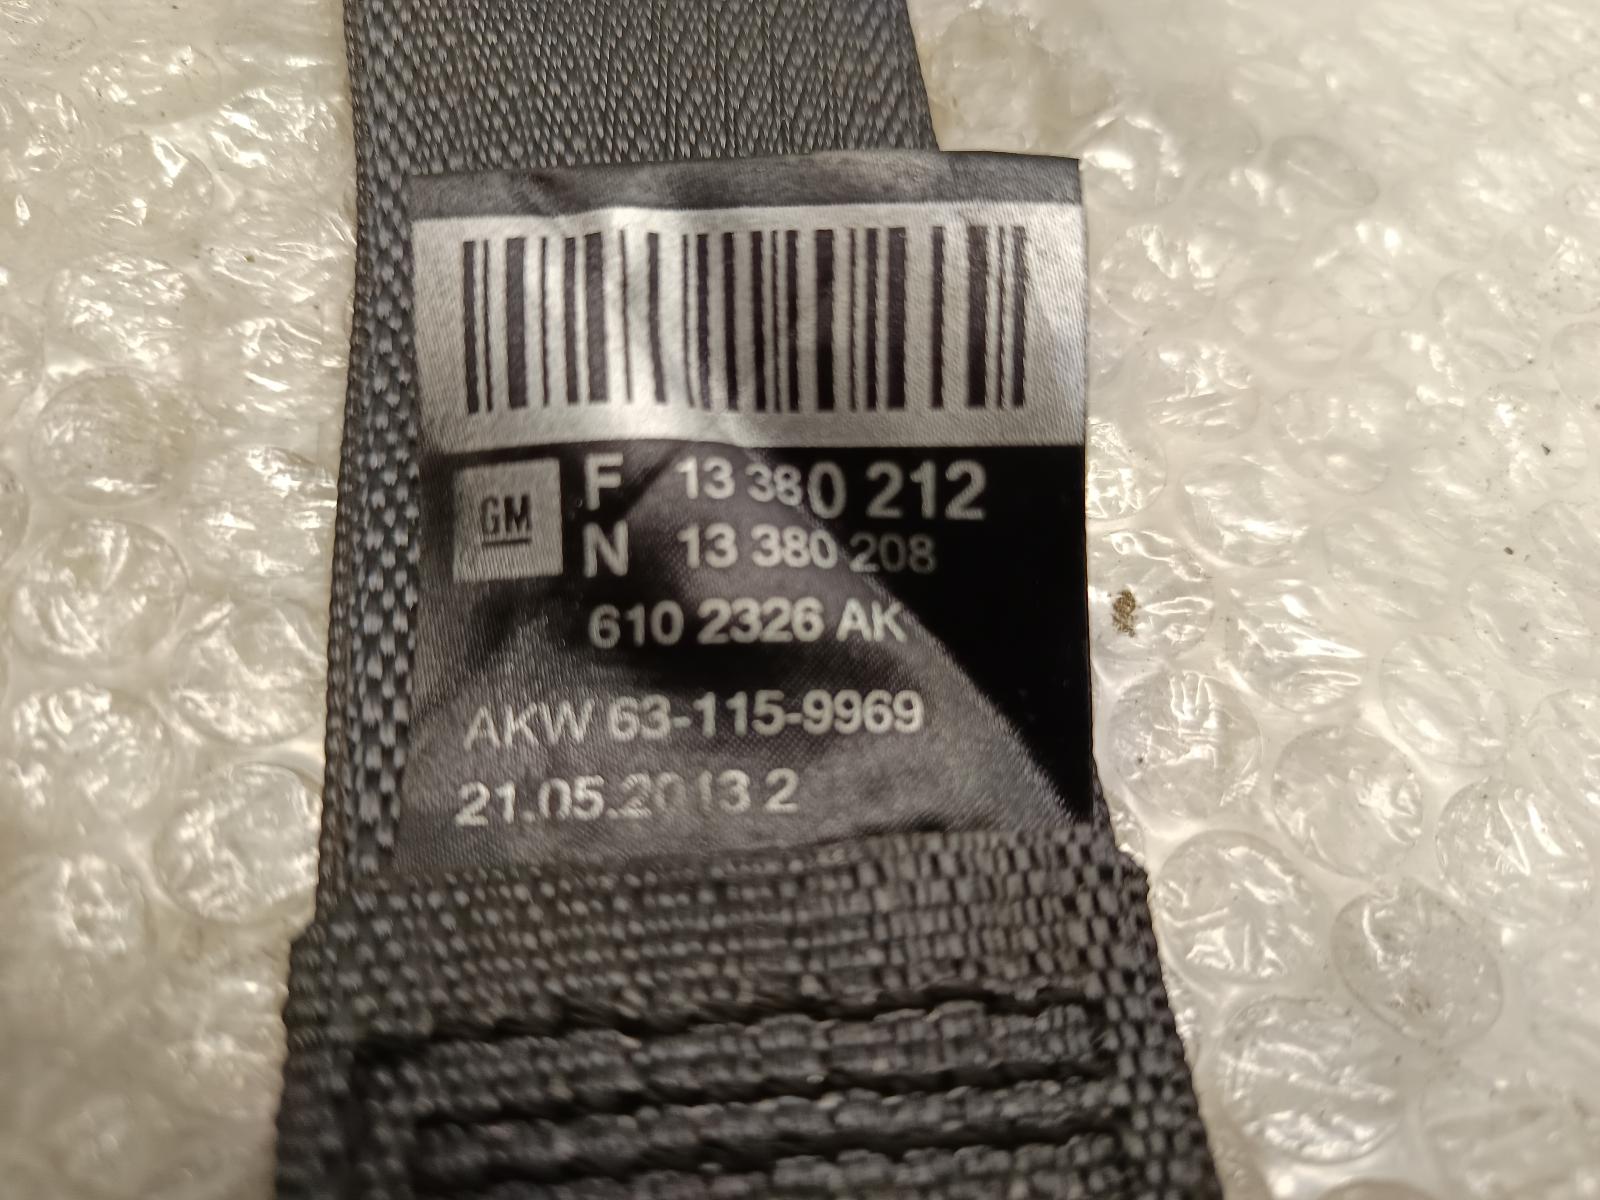 GM F 13 380 212
N 13 380 208
610 2326 AK
AKW 63-115-9969
21.05.2013 2